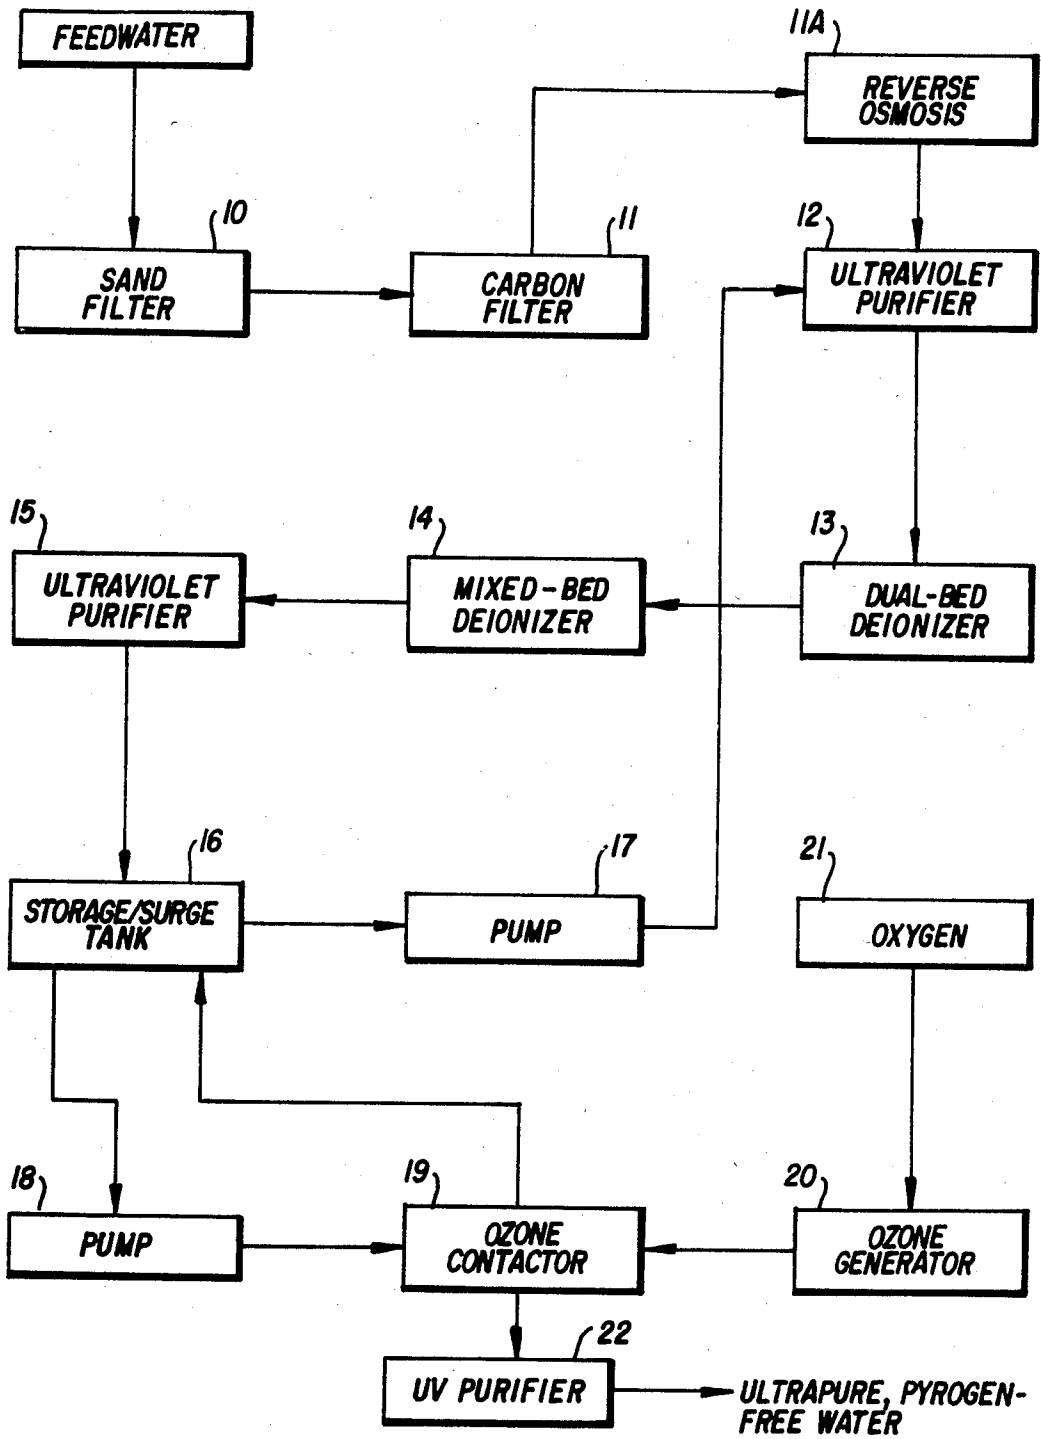 FEEDWATER
11A
REVERSE
OSMOSIS
10
SAND
FILTER
11
CARBON
FILTER
12
ULTRAVIOLET
PURIFIER
15
ULTRAVIOLET
PURIFIER
14
MIXED-BED
DEIONIZER
13
DUAL-BED
DEIONIZER
16
STORAGE/SURGE
TANK
17
PUMP
21
OXYGEN
18
PUMP
19
OZONE
CONTACTOR
20
OZONE
GENERATOR
22
UV PURIFIER
ULTRAPURE, PYROGEN-
FREE WATER